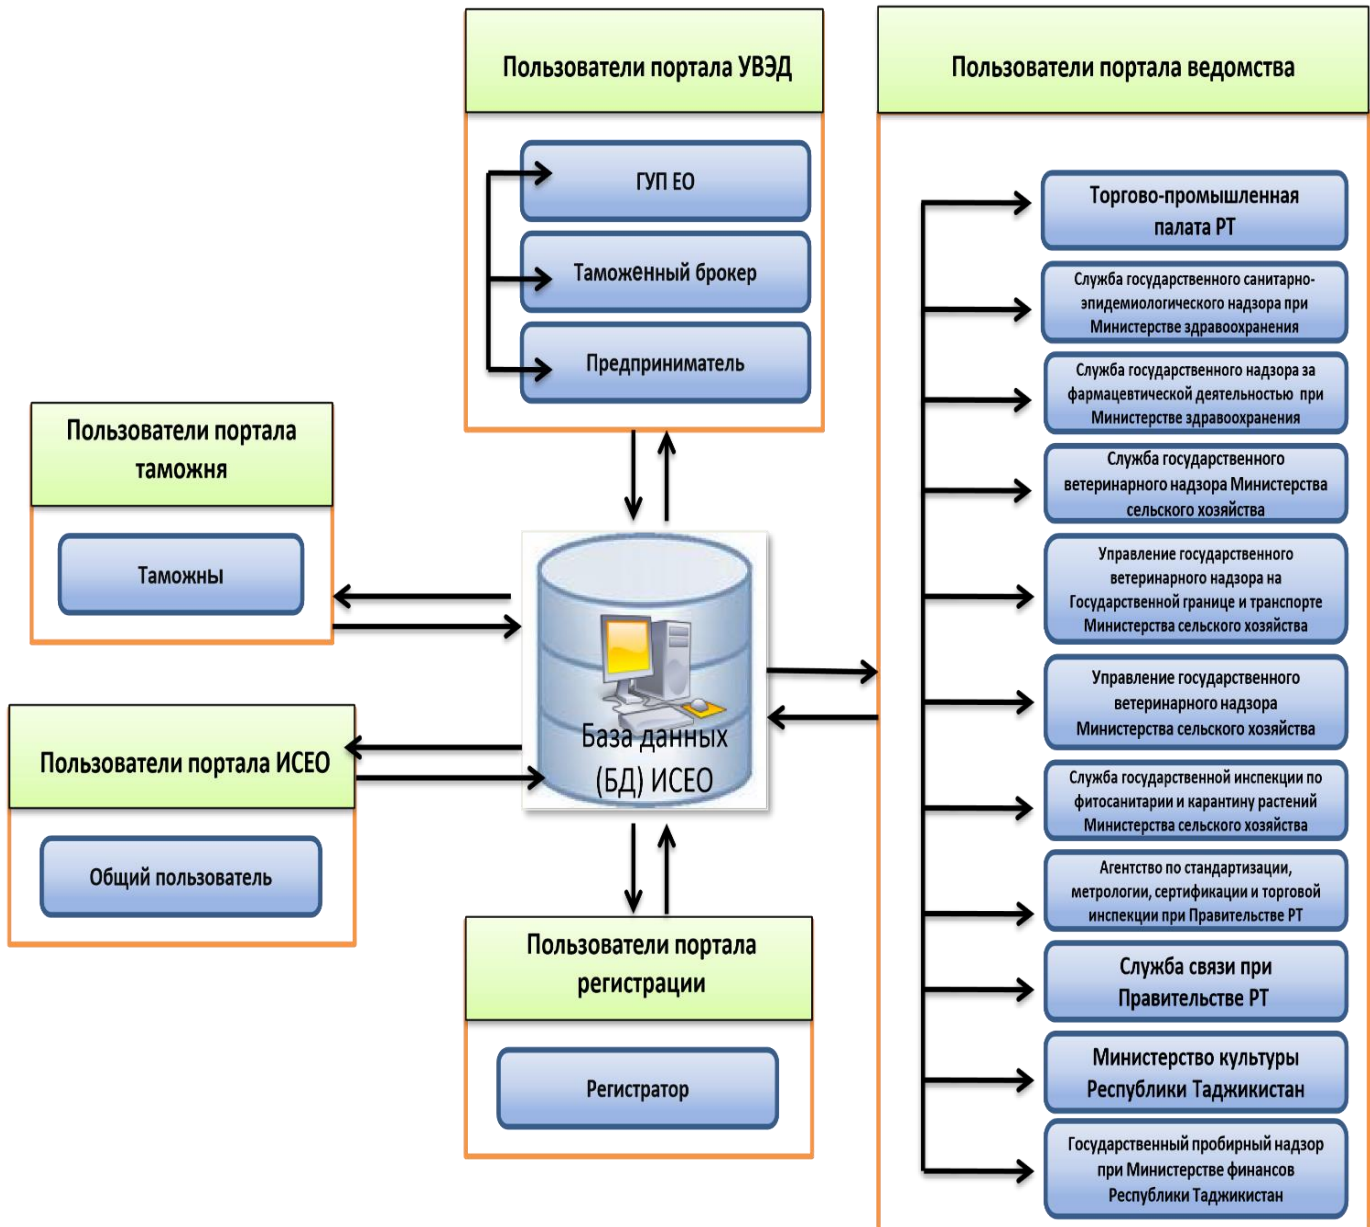 Пользователи портала УВЭД
ГУП ЕО
Таможенный брокер
Предприниматель
Пользователи портала ведомства
Торгово-промышленная
палата РТ
Служба государственного санитарно-
эпидемиологического надзора при
Министерстве здравоохранения
Служба государственного надзора за
фармацевтической деятельностью при
Министерстве здравоохранения
Служба государственного
ветеринарного надзора Министерства
сельского хозяйства
Управление государственного
ветеринарного надзора на
Государственной границе и транспорте
Министерства сельского хозяйства
Управление государственного
ветеринарного надзора
Министерства сельского хозяйства
Служба государственной инспекции по
фитосанитарии и карантину растений
Министерства сельского хозяйства
Агентство по стандартизации,
метрологии, сертификации и торговой
инспекции при Правительстве РТ
Служба связи при
Правительстве РТ
Министерство культуры
Республики Таджикистан
Государственный пробирный надзор
при Министерстве финансов
Республики Таджикистан
Пользователи портала
таможня
Таможны
Пользователи портала ИСЕО
Общий пользователь
База данных
(БД) ИСЕО
Пользователи портала
регистрации
Регистратор